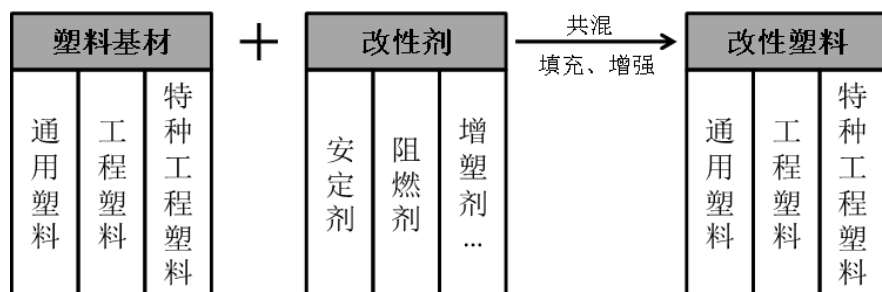 塑料基材
通用塑料
工程塑料
特种工程塑料
+
改性剂
安定剂
阻燃剂
增塑剂…
共混
填充、增强
改性塑料
通用塑料
工程塑料
特种工程塑料